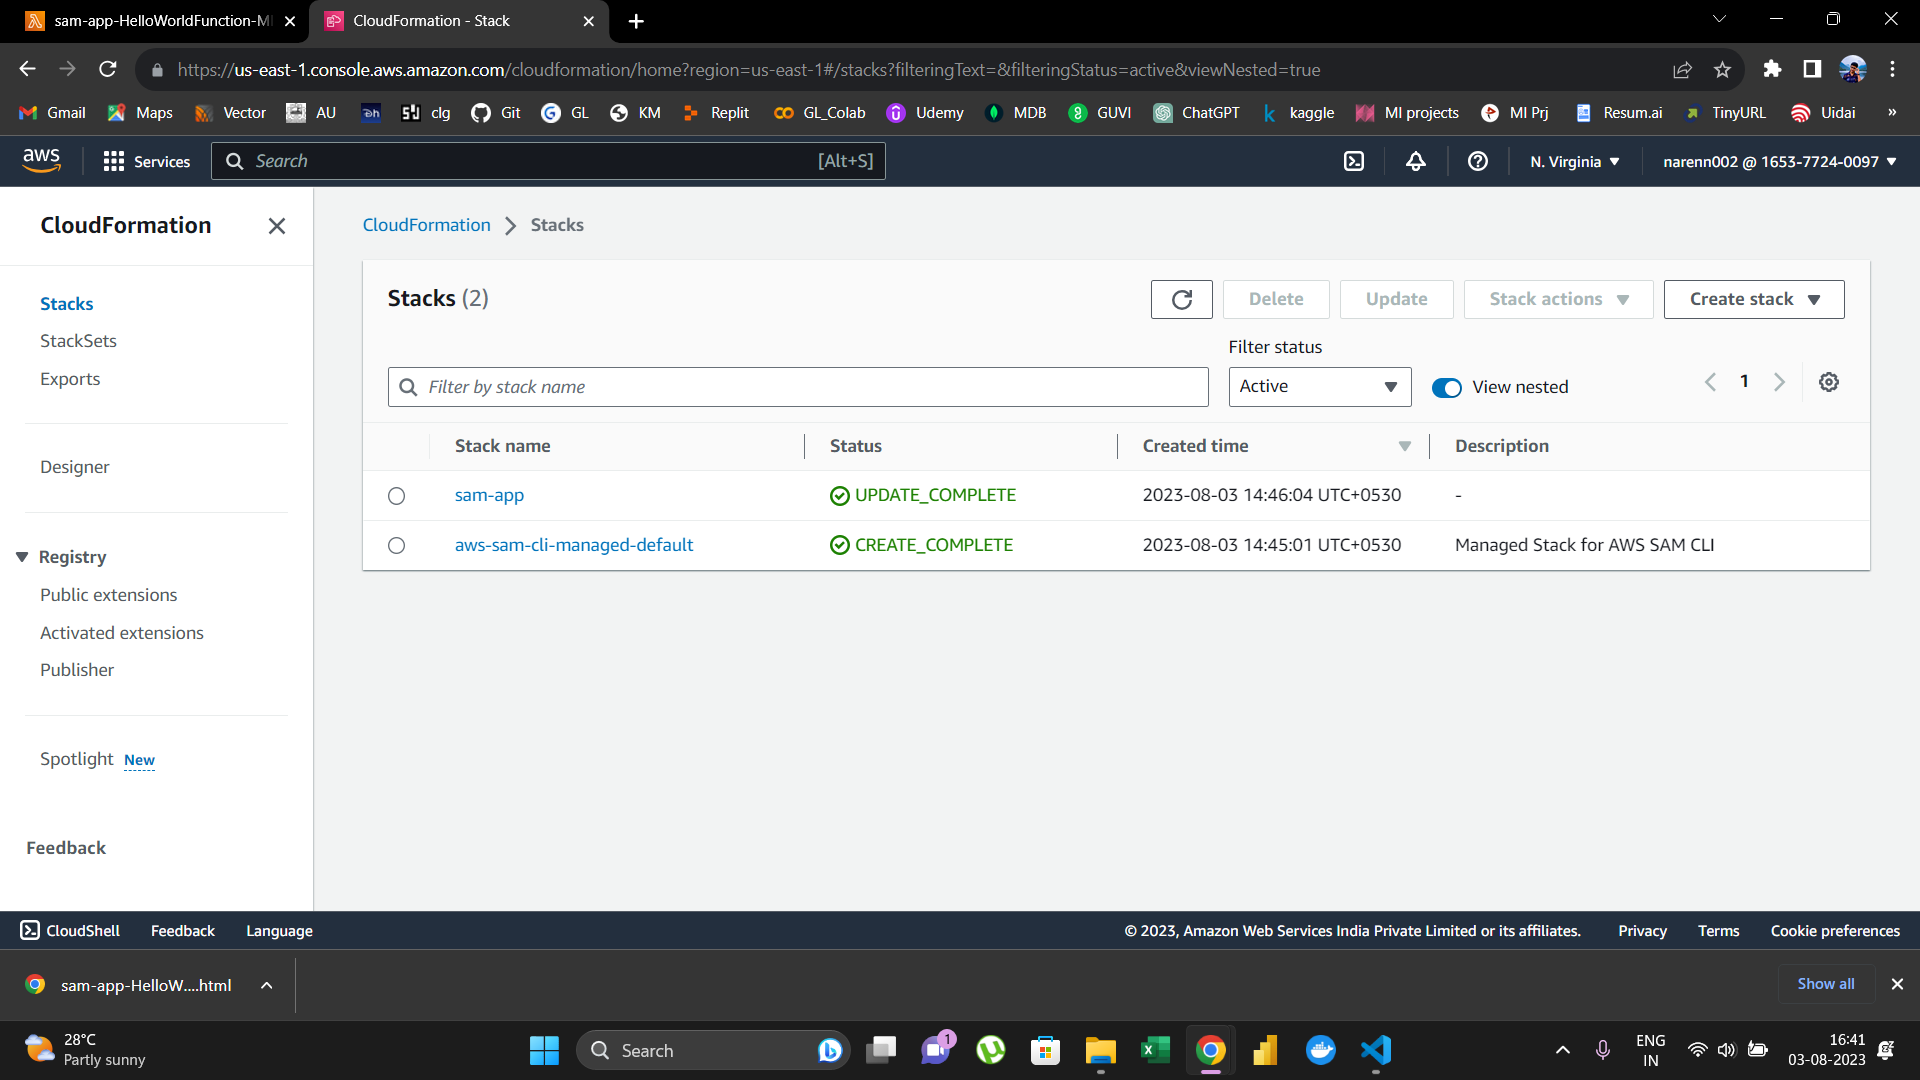 sam-app-HelloWorldFunction-M
CloudFormation - Stack
https://us-east-1.console.aws.amazon.com/cloudformation/home?region=us-east-1#/stacks?filteringText=&filteringStatus=active&viewNested=true
Gmail Maps Vector AU clg Git GL KM Replit GL_Colab Udemy MDB GUVI ChatGPT kaggle MI projects MI Prj Resum.ai TinyURL Uidai »
aws Services Search [Alt+S] N. Virginia narenn002 @ 1653-7724-0097
CloudFormation
Stacks
StackSets
Exports
Designer
Registry
Public extensions
Activated extensions
Publisher
Spotlight New
Feedback
CloudFormation Stacks
Stacks (2)
Delete Update Stack actions Create stack
Filter status
Filter by stack name Active View nested 1
Stack name Status Created time Description
sam-app UPDATE_COMPLETE 2023-08-03 14:46:04 UTC+0530 -
aws-sam-cli-managed-default CREATE_COMPLETE 2023-08-03 14:45:01 UTC+0530 Managed Stack for AWS SAM CLI
CloudShell Feedback Language © 2023, Amazon Web Services India Private Limited or its affiliates. Privacy Terms Cookie preferences
sam-app-HelloW....html Show all
28°C
Partly sunny
Search
1
ENG
IN
16:41
03-08-2023